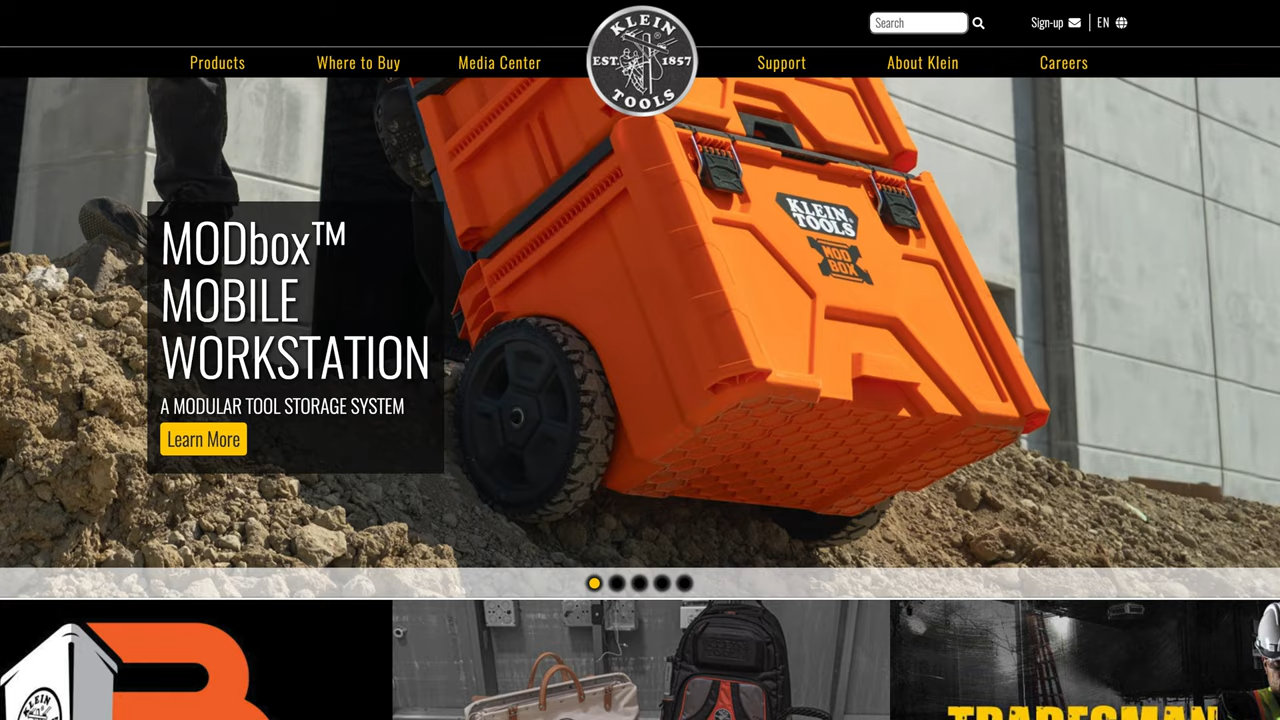 Search
Sign-up
EN
Products
Where to Buy
Media Center
KLEIN
®
EST. 1857
TOOLS
Support
About Klein
Careers
KLEIN
TOOLS
MOD
BOX
MODbox™
MOBILE
WORKSTATION
A MODULAR TOOL STORAGE SYSTEM
Learn More
KLEIN
TRADESMAN